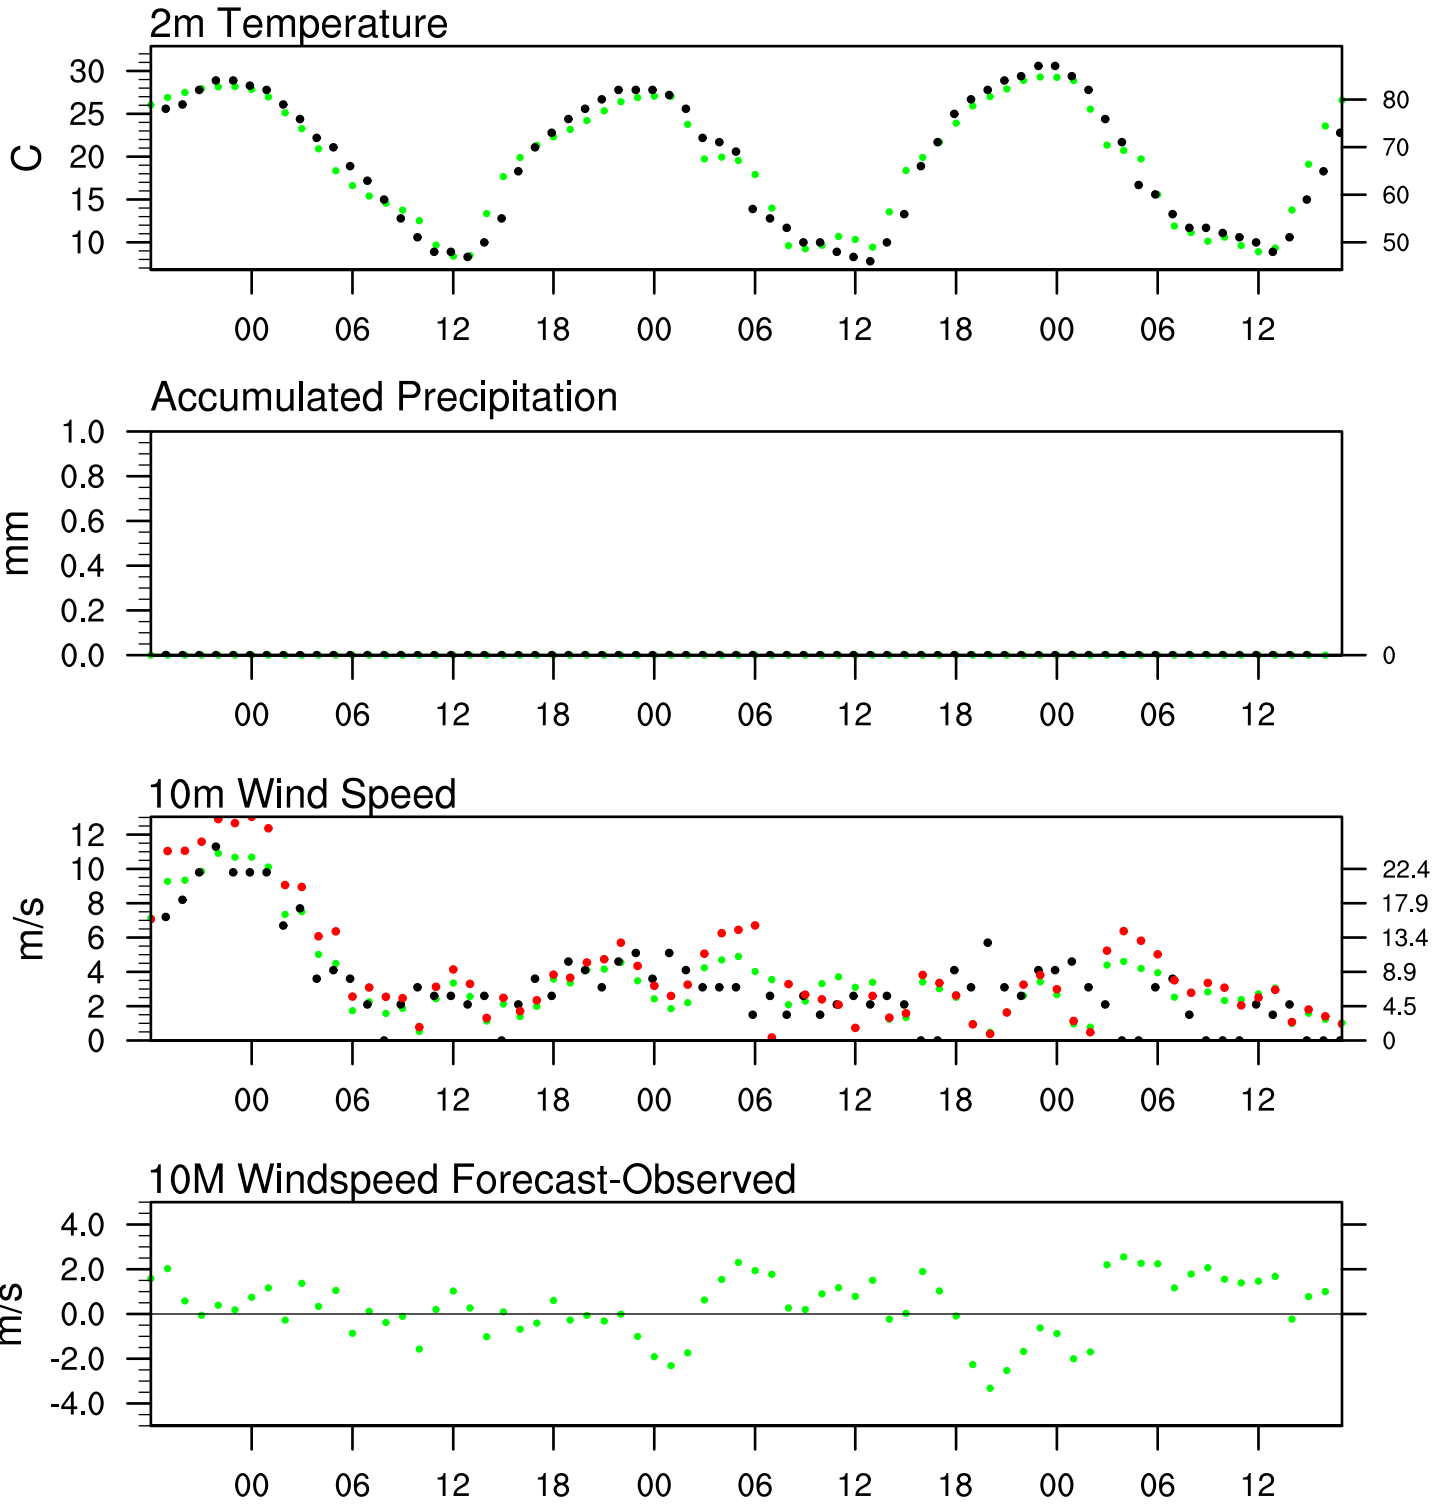 2m Temperature
30
25
20
15
10
C
80
70
60
50
00 06 12 18 00 06 12 18 00 06 12
Accumulated Precipitation
1.0
0.8
0.6
0.4
0.2
0.0
mm
0
00 06 12 18 00 06 12 18 00 06 12
10m Wind Speed
12
10
8
6
4
2
0
m/s
22.4
17.9
13.4
8.9
4.5
0
00 06 12 18 00 06 12 18 00 06 12
10M Windspeed Forecast-Observed
4.0
2.0
0.0
-2.0
-4.0
m/s
00 06 12 18 00 06 12 18 00 06 12